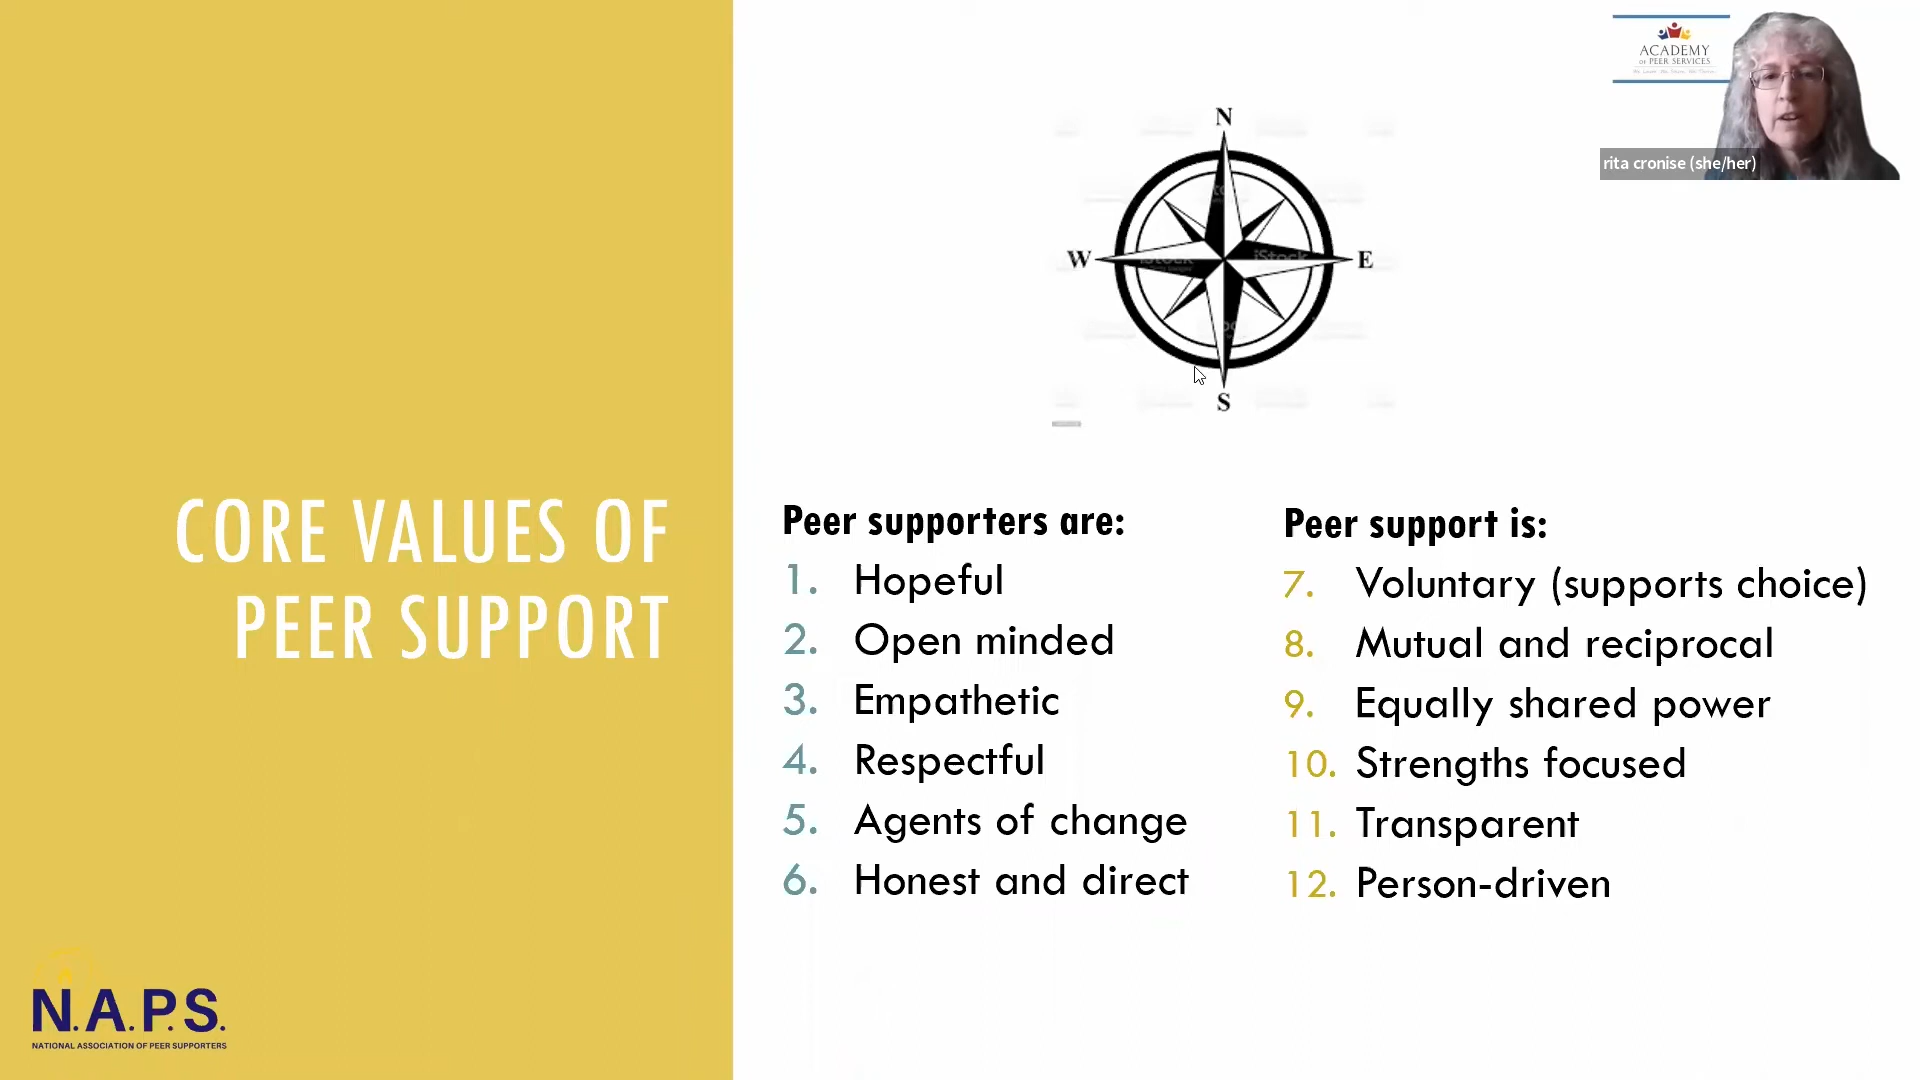 CORE VALUES OF
PEER SUPPORT
N.A.P.S.
NATIONAL ASSOCIATION OF PEER SUPPORTERS
N
W
E
S
iStock
iStock
Peer supporters are:
1. Hopeful
2. Open minded
3. Empathetic
4. Respectful
5. Agents of change
6. Honest and direct
Peer support is:
7. Voluntary (supports choice)
8. Mutual and reciprocal
9. Equally shared power
10. Strengths focused
11. Transparent
12. Person-driven
ACADEMY
OF PEER SERVICES
rita cronise (she/her)